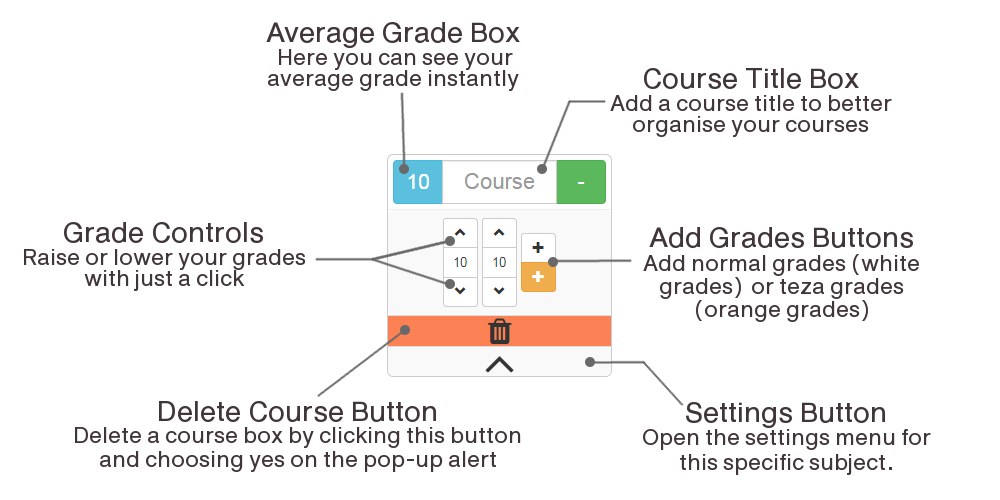 Average Grade Box
Here you can see your
average grade instantly
Course Title Box
Add a course title to better
organise your courses
10
Course
-
Grade Controls
Raise or lower your grades
with just a click
10
10
+
+
Add Grades Buttons
Add normal grades (white
grades) or teza grades
(orange grades)
Delete Course Button
Delete a course box by clicking this button
and choosing yes on the pop-up alert
Settings Button
Open the settings menu for
this specific subject.